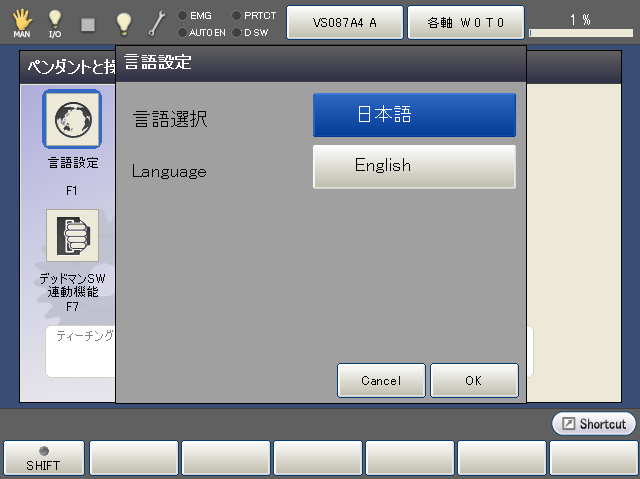 MAN
I/O
EMG
PRTCT
AUTO EN
D SW
VS087A4 A
各軸 W0T0
1 %
ペンダントと操
言語設定
言語選択
日本語
Language
English
言語設定
F1
デッドマンSW
連動機能
F7
ティーチング
Cancel
OK
Shortcut
SHIFT